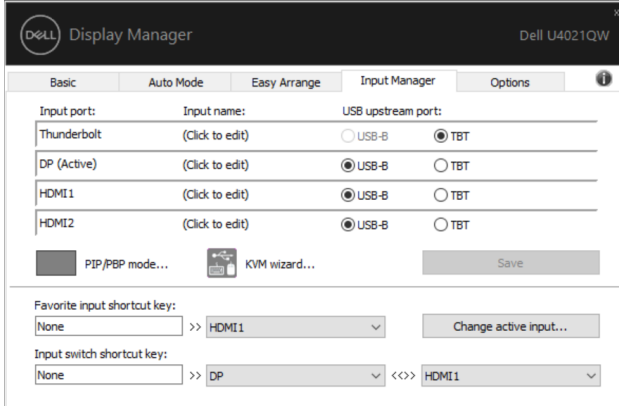 DELL Display Manager Dell U4021QW
Basic Auto Mode Easy Arrange Input Manager Options
Input port: Input name: USB upstream port:
Thunderbolt (Click to edit) USB-B TBT
DP (Active) (Click to edit) USB-B TBT
HDMI1 (Click to edit) USB-B TBT
HDMI2 (Click to edit) USB-B TBT
PIP/PBP mode... KVM wizard... Save
Favorite input shortcut key:
None >> HDMI1 Change active input...
Input switch shortcut key:
None >> DP <<>> HDMI1